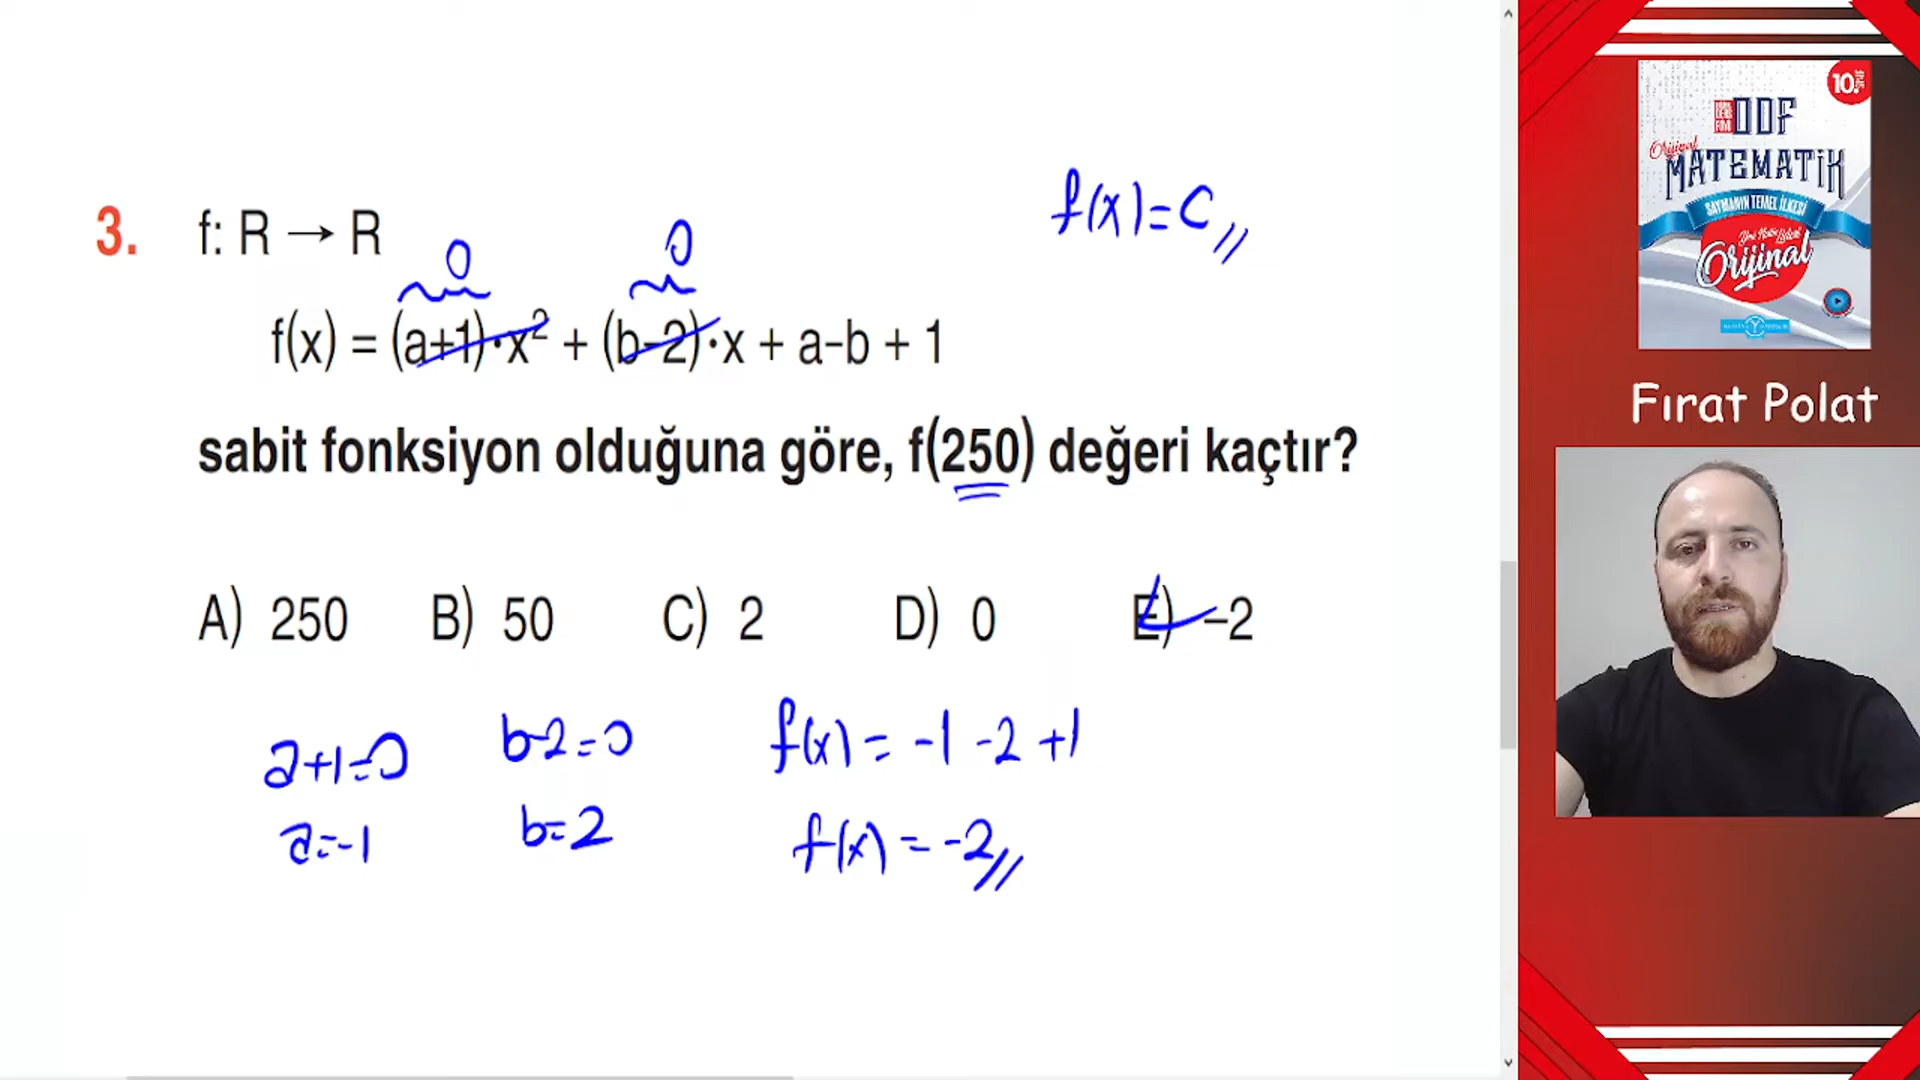 3. f: R → R
f(x) = C
0 0
f(x) = (a+1)·x² + (b-2)·x + a-b + 1
sabit fonksiyon olduğuna göre, f(250) değeri kaçtır?
A) 250 B) 50 C) 2 D) 0 E) -2
a+1=0 b-2=0 f(x) = -1 -2 +1
a=-1 b=2 f(x) = -2
10.
DDF
Orijinal
MATEMATİK
SAYMANIN TEMEL İLKESİ
Orijinal
Fırat Polat